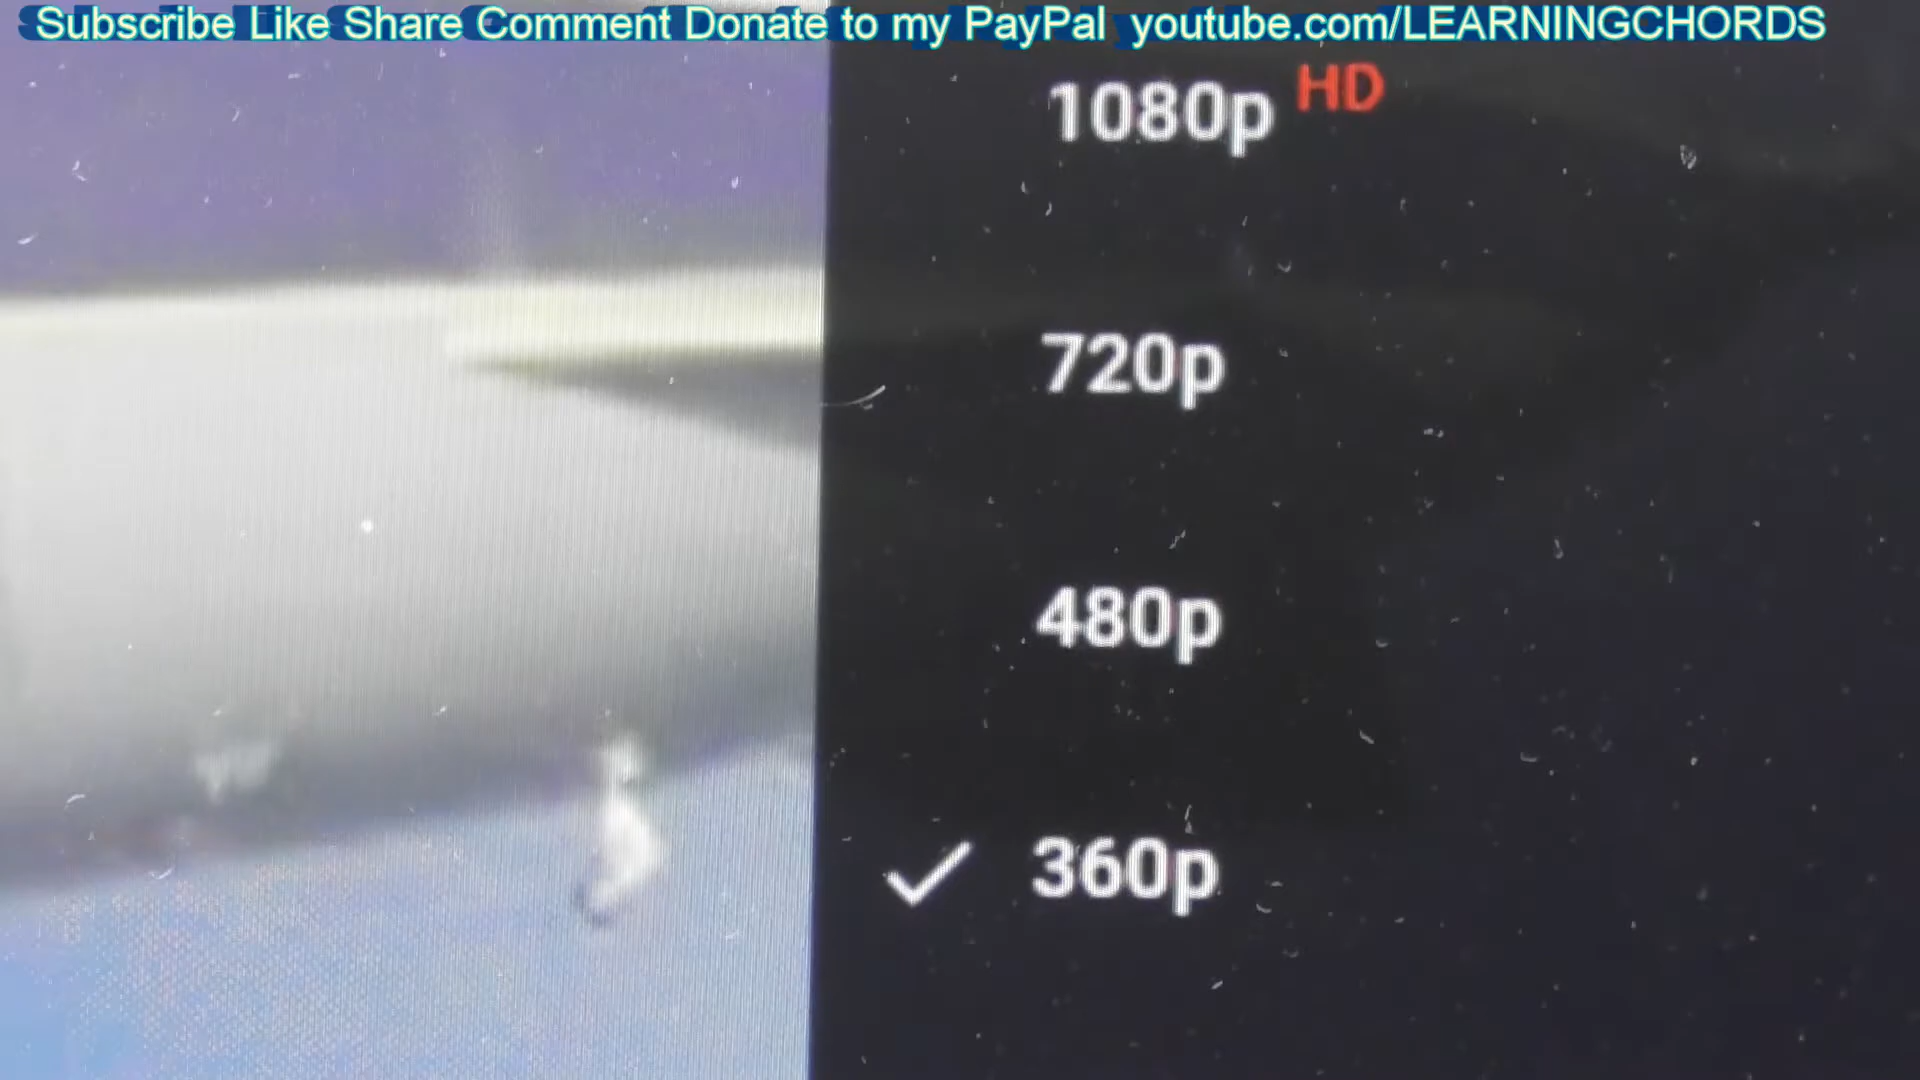 Subscribe Like Share Comment Donate to my PayPal youtube.com/LEARNINGCHORDS
1080p HD
720p
480p
360p